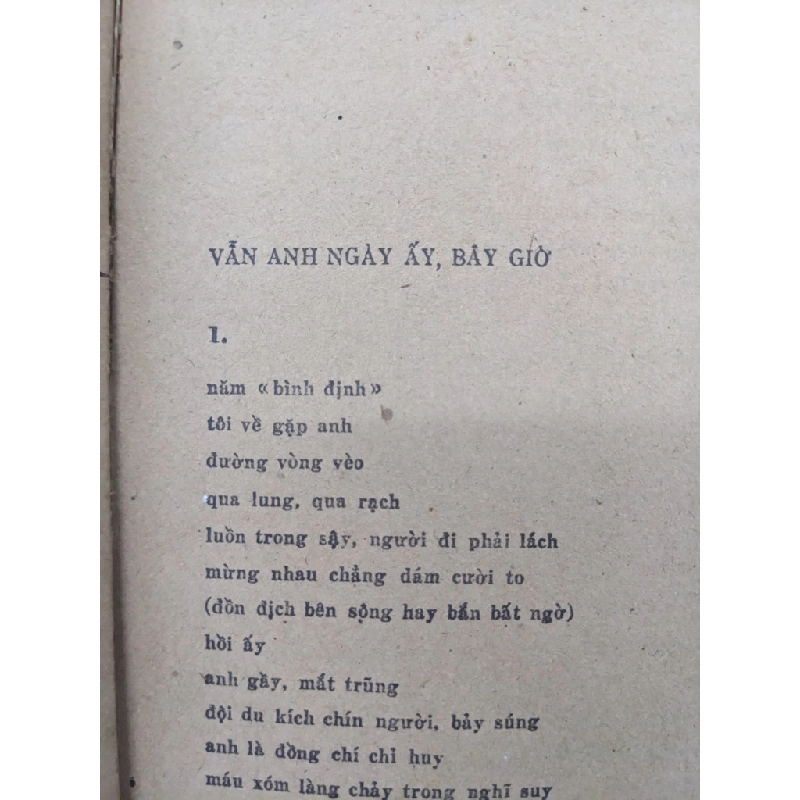 VẪN ANH NGÀY ẤY, BÂY GIỜ
1.
năm «bình định»
tôi về gặp anh
đường vòng vèo
qua lung, qua rạch
luồn trong sậy, người đi phải lách
mừng nhau chẳng dám cười to
(đồn địch bên sông hay bắn bất ngờ)
hồi ấy
anh gầy, mắt trũng
đội du kích chín người, bảy súng
anh là đồng chí chỉ huy
máu xóm làng chảy trong nghĩ suy